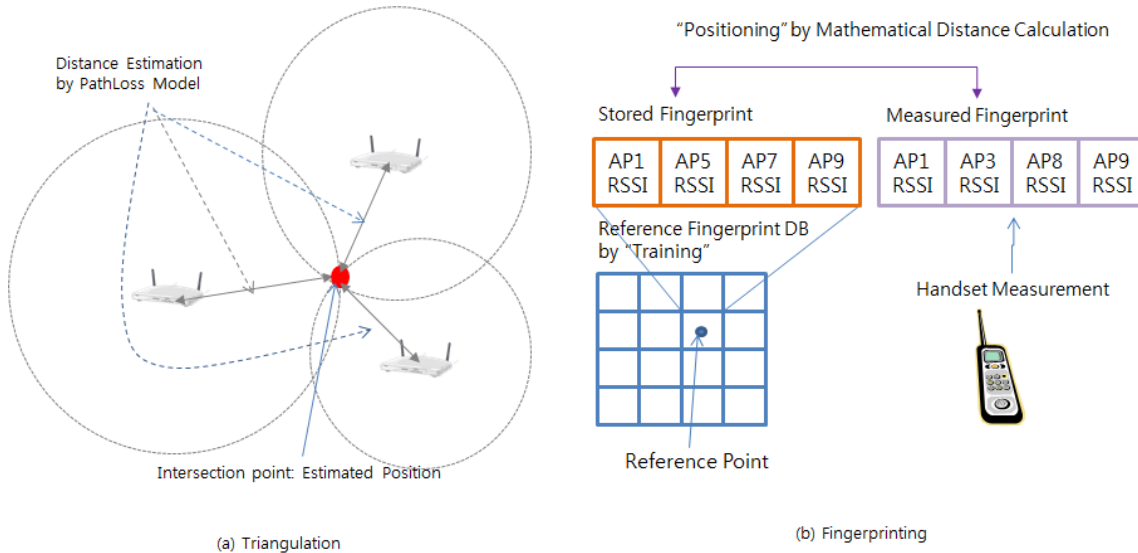 Distance Estimation
by PathLoss Model
Intersection point: Estimated Position
(a) Triangulation
“Positioning” by Mathematical Distance Calculation
Stored Fingerprint
Measured Fingerprint
AP1 RSSI
AP5 RSSI
AP7 RSSI
AP9 RSSI
AP1 RSSI
AP3 RSSI
AP8 RSSI
AP9 RSSI
Reference Fingerprint DB
by “Training”
Handset Measurement
Reference Point
(b) Fingerprinting